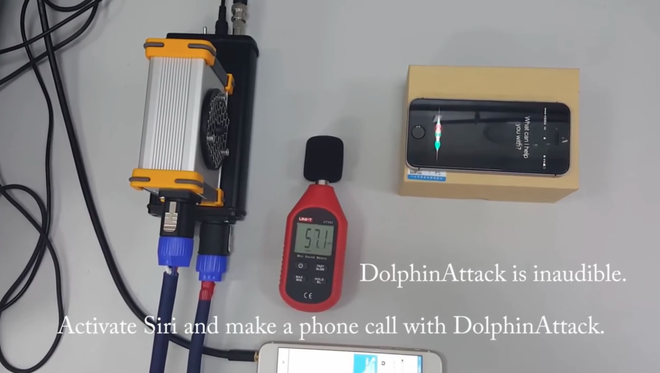 What can I help
you with?
UNI-T
57.1
DolphinAttack is inaudible.
Activate Siri and make a phone call with DolphinAttack.